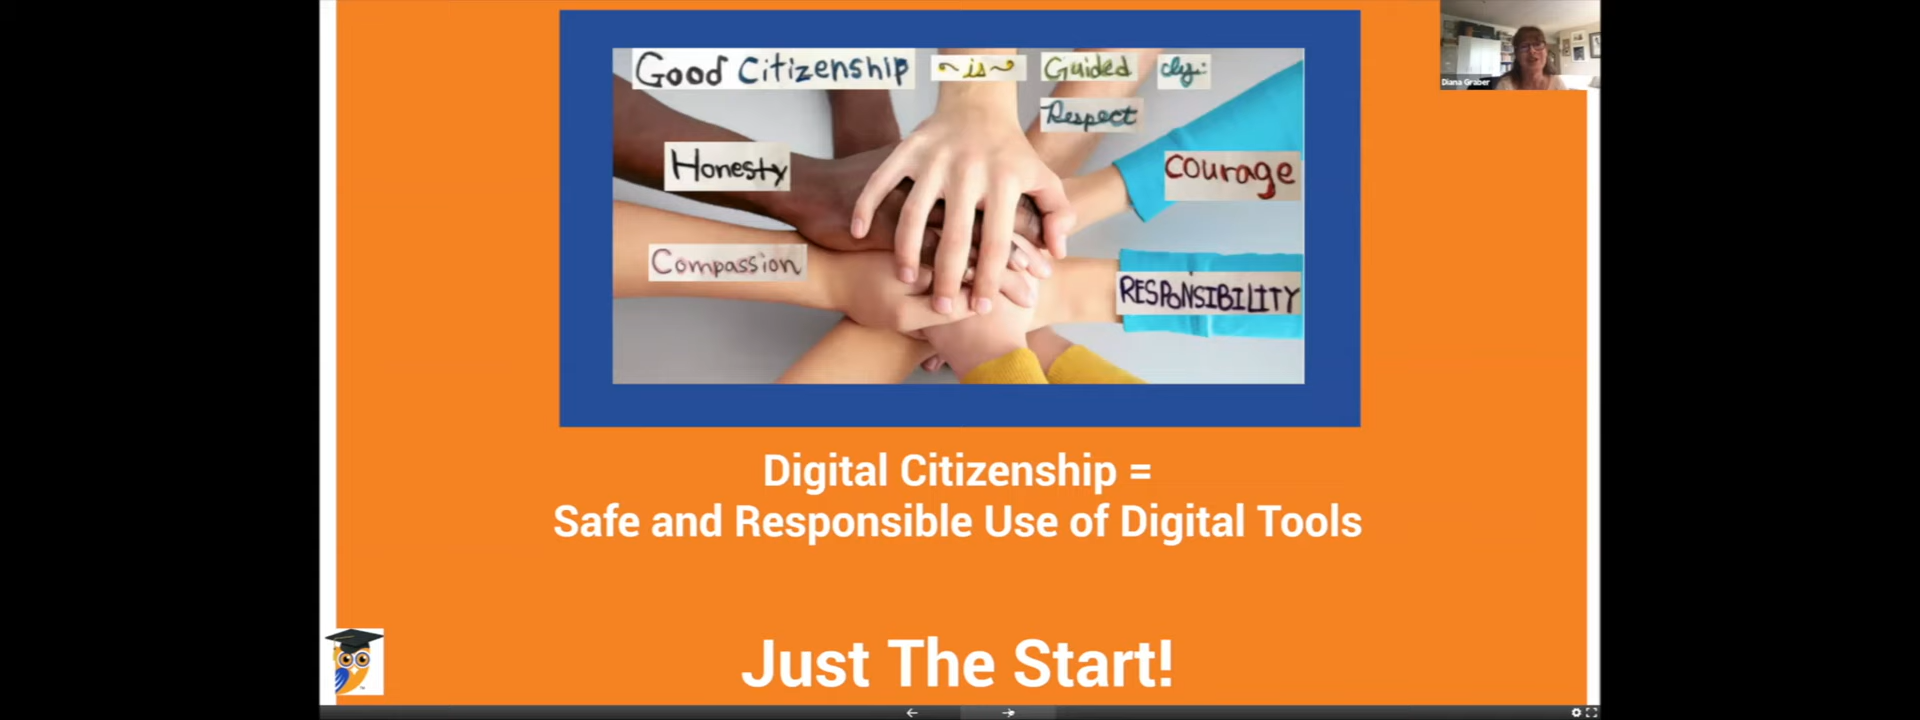 Good Citizenship ~is~ Guided by:
Respect
Honesty
Courage
Compassion
RESPONSIBILITY
Diana Graber
Digital Citizenship =
Safe and Responsible Use of Digital Tools
Just The Start!